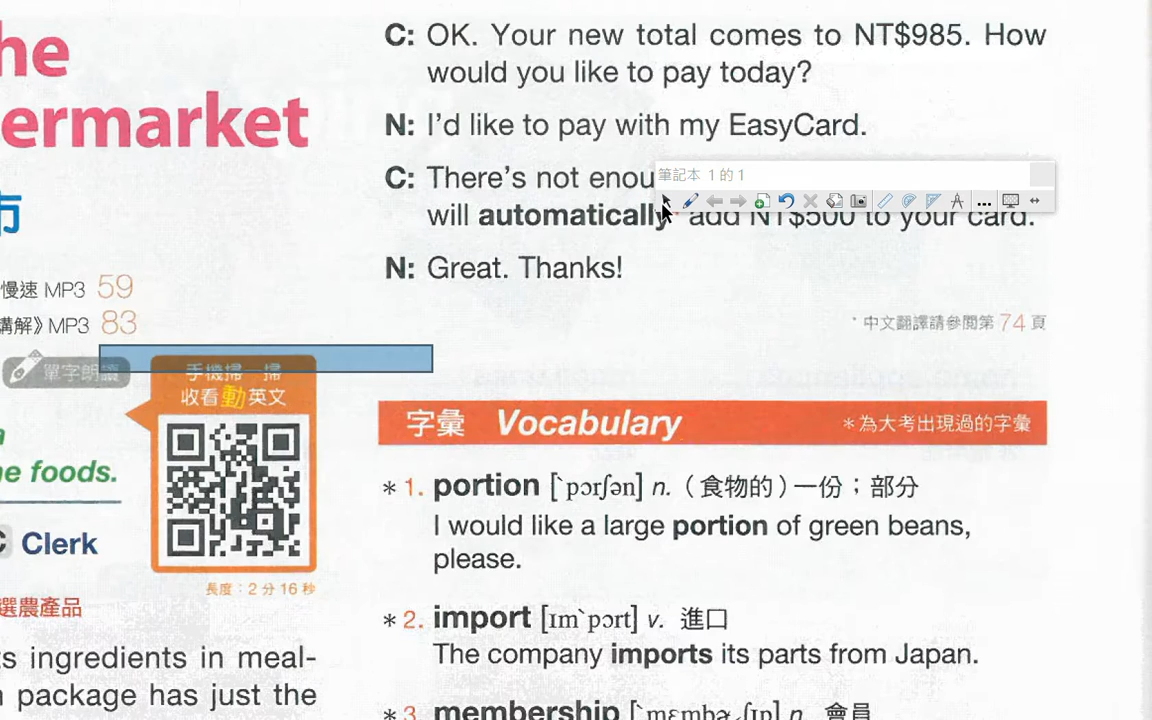 he
ermarket
市
慢速 MP3 59
講解》MP3 83
單字朗讀
手機掃一掃
收看動英文
e foods.
C Clerk
長度：2 分 16 秒
選農產品
s ingredients in meal-
package has just the
C: OK. Your new total comes to NT$985. How
would you like to pay today?
N: I'd like to pay with my EasyCard.
C: There's not enou
will automatically add NT$500 to your card.
N: Great. Thanks!
筆記本 1 的 1
* 中文翻譯請參閱第 74 頁
字彙 Vocabulary ＊為大考出現過的字彙
＊1. portion [ˋpɔrʃən] n.（食物的）一份；部分
I would like a large portion of green beans,
please.
＊2. import [ɪmˋpɔrt] v. 進口
The company imports its parts from Japan.
＊3. membership [ˋmɛmbɚˏʃɪp] n. 會員